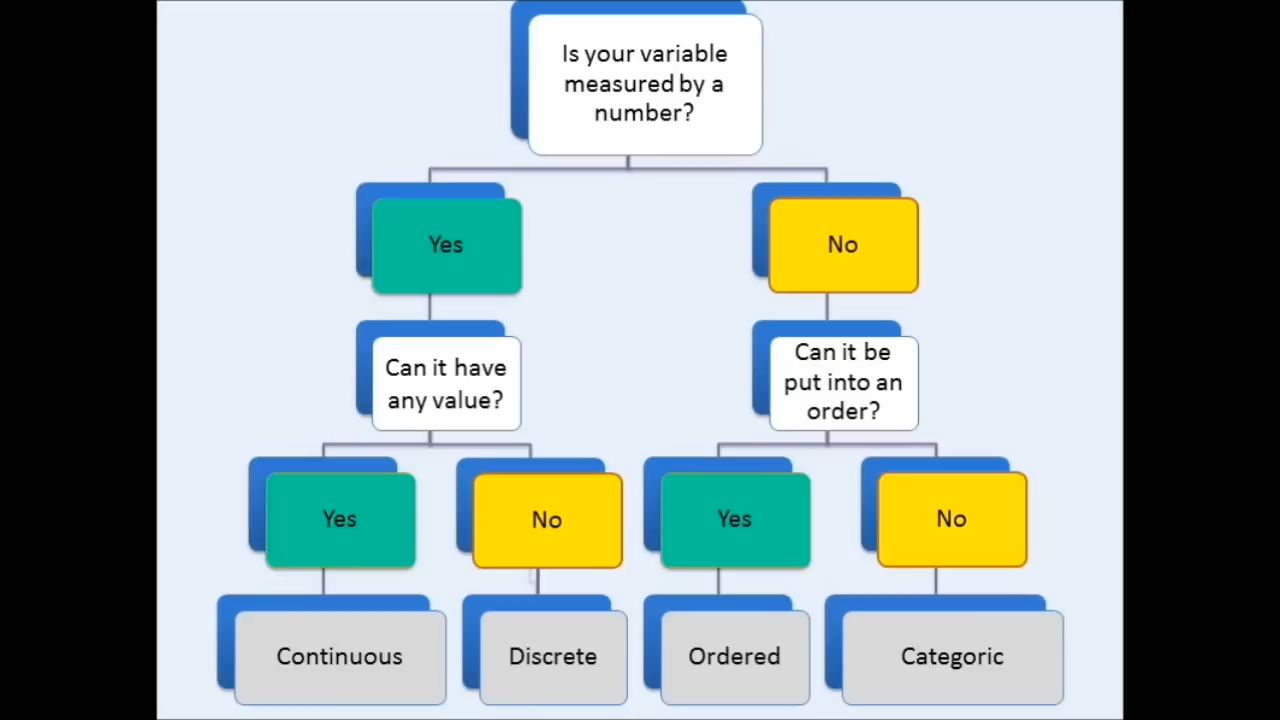 Is your variable
measured by a
number?
Yes
No
Can it have
any value?
Can it be
put into an
order?
Yes
No
Yes
No
Continuous
Discrete
Ordered
Categoric